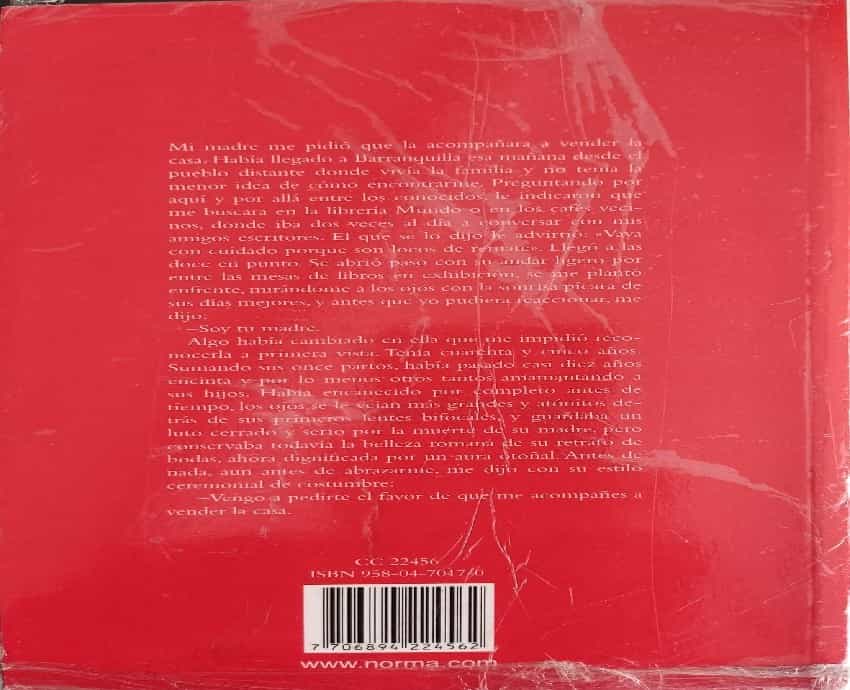 Mi madre me pidió que la acompañara a vender la
casa. Había llegado a Barranquilla esa mañana desde el
pueblo distante donde vivía la familia y no tenía la
menor idea de cómo encontrarme. Preguntando por
aquí y por allá entre los conocidos, le indicaron que
me buscara en la librería Mundo o en los cafés veci-
nos, donde iba dos veces al día a conversar con mis
amigos escritores. El que se lo dijo le advirtió: «Vaya
con cuidado porque son locos de remate». Llegó a las
doce en punto. Se abrió paso con su andar ligero por
entre las mesas de libros en exhibición, se me plantó
enfrente, mirándome a los ojos con la sonrisa pícara de
sus días mejores, y antes que yo pudiera reaccionar, me
dijo:
–Soy tu madre.
Algo había cambiado en ella que me impidió reco-
nocerla a primera vista. Tenía cuarenta y cinco años.
Sumando sus once partos, había pasado casi diez años
encinta y por lo menos otros tantos amamantando a
sus hijos. Había encanecido por completo antes de
tiempo, los ojos se le veían más grandes y atónitos de-
trás de sus primeros lentes bifocales, y guardaba un
luto cerrado y serio por la muerte de su madre, pero
conservaba todavía la belleza romana de su retrato de
bodas, ahora dignificada por un aura otoñal. Antes de
nada, aun antes de abrazarme, me dijo con su estilo
ceremonial de costumbre:
–Vengo a pedirte el favor de que me acompañes a
vender la casa.
CC 22456
ISBN 958-04-7017-0
7 706894 224562
www.norma.com